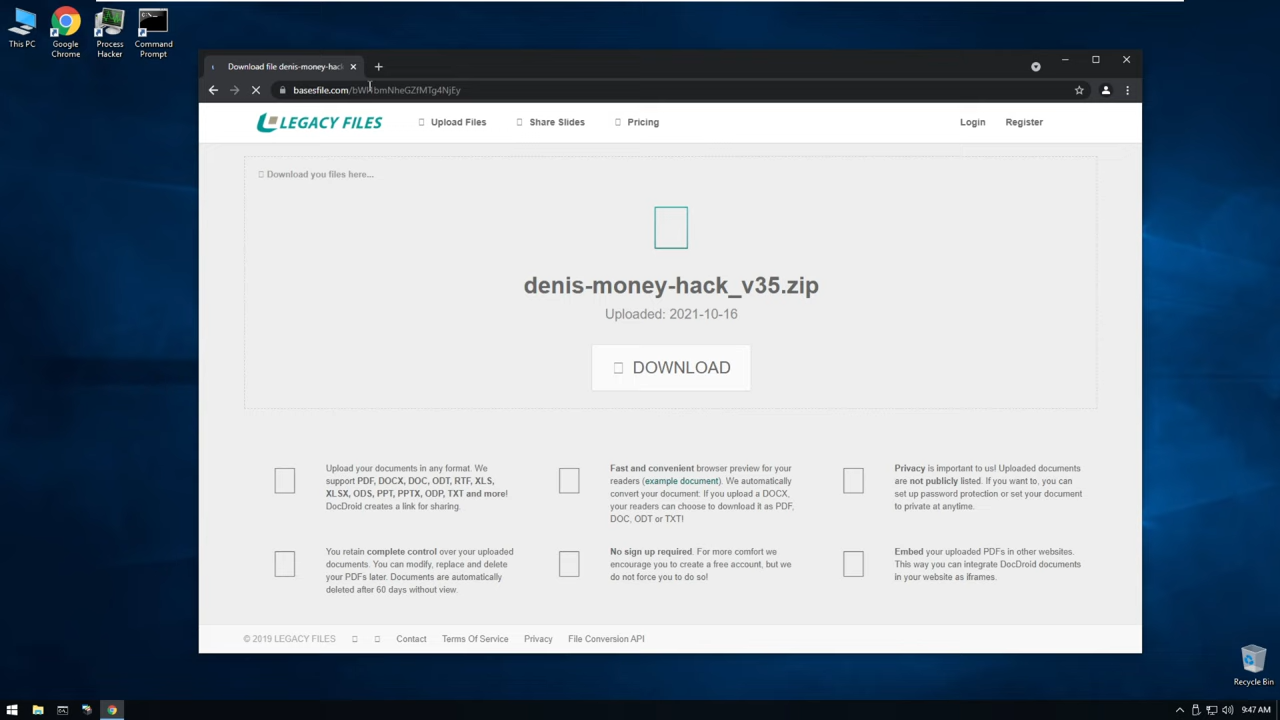 This PC
Google Chrome
Process Hacker
Command Prompt
Download file denis-money-hack
basesfile.com/bWJ1bmNheGZfMTg4NjEy
LEGACY FILES
Upload Files
Share Slides
Pricing
Login
Register
Download you files here...
denis-money-hack_v35.zip
Uploaded: 2021-10-16
DOWNLOAD
Upload your documents in any format. We
support PDF, DOCX, DOC, ODT, RTF, XLS,
XLSX, ODS, PPT, PPTX, ODP, TXT and more!
DocDroid creates a link for sharing.
Fast and convenient browser preview for your
readers (example document). We automatically
convert your document: If you upload a DOCX,
your readers can choose to download it as PDF,
DOC, ODT or TXT!
Privacy is important to us! Uploaded documents
are not publicly listed. If you want to, you can
set up password protection or set your document
to private at anytime.
You retain complete control over your uploaded
documents. You can modify, replace and delete
your PDFs later. Documents are automatically
deleted after 60 days without view.
No sign up required. For more comfort we
encourage you to create a free account, but we
do not force you to do so!
Embed your uploaded PDFs in other websites.
This way you can integrate DocDroid documents
in your website as iframes.
© 2019 LEGACY FILES
Contact
Terms Of Service
Privacy
File Conversion API
Recycle Bin
9:47 AM